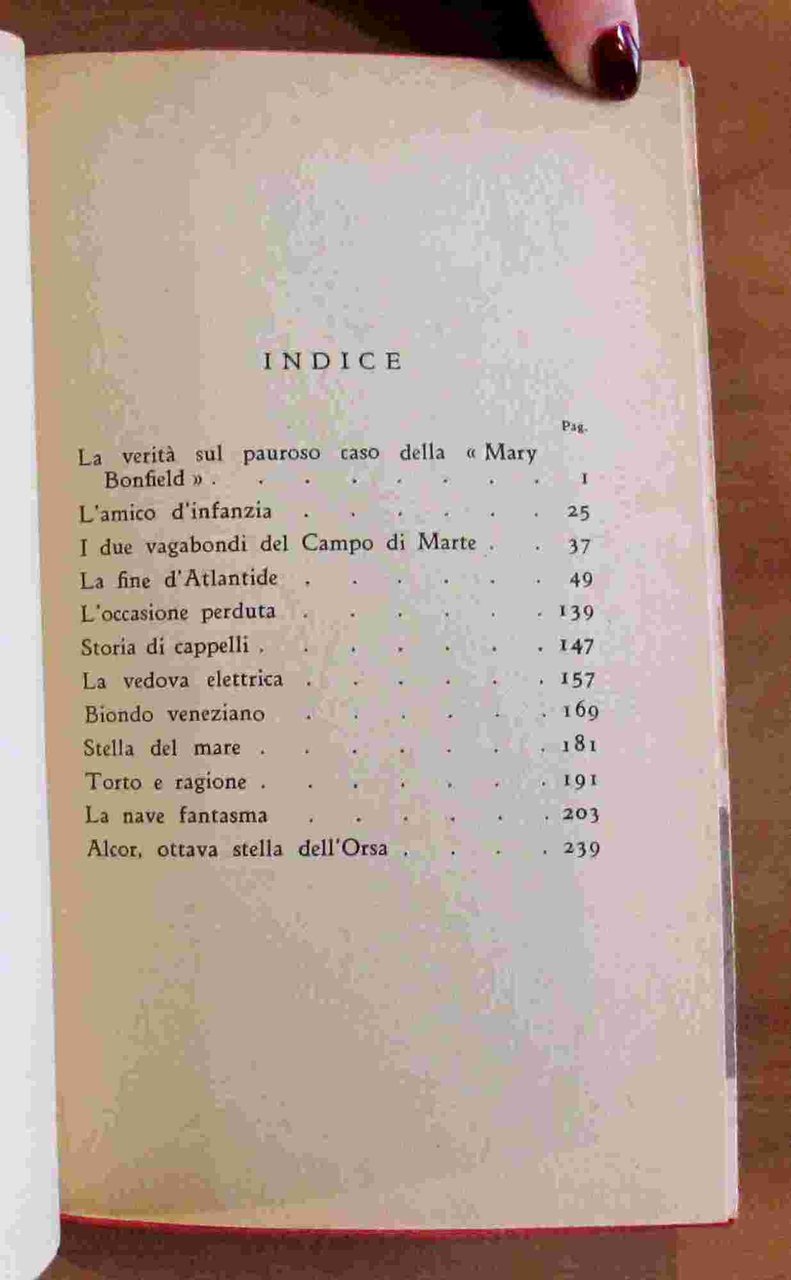 INDICE
Pag.
La verità sul pauroso caso della « Mary
Bonfield » . . . . . . . . 1
L'amico d'infanzia . . . . . . 25
I due vagabondi del Campo di Marte . . 37
La fine d'Atlantide . . . . . . 49
L'occasione perduta . . . . . . 139
Storia di cappelli . . . . . . . 147
La vedova elettrica . . . . . . 157
Biondo veneziano . . . . . . 169
Stella del mare . . . . . . . 181
Torto e ragione . . . . . . . 191
La nave fantasma . . . . . . 203
Alcor, ottava stella dell'Orsa . . . . 239